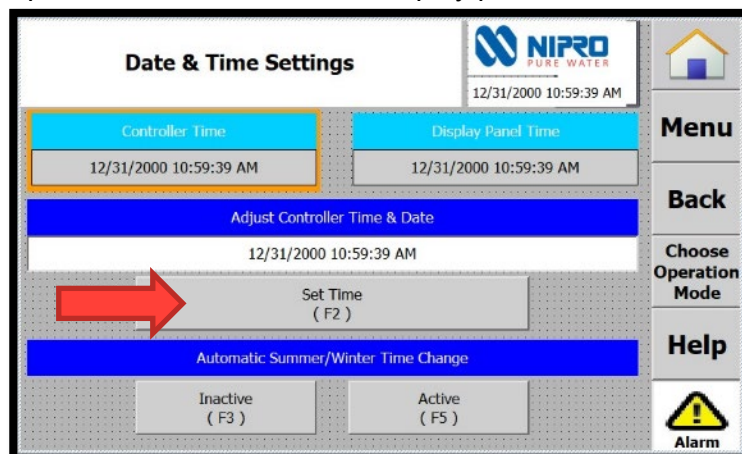 Date & Time Settings
NIPRO
PURE WATER
12/31/2000 10:59:39 AM
Controller Time
Display Panel Time
12/31/2000 10:59:39 AM
12/31/2000 10:59:39 AM
Adjust Controller Time & Date
12/31/2000 10:59:39 AM
Set Time
( F2 )
Automatic Summer/Winter Time Change
Inactive
( F3 )
Active
( F5 )
Menu
Back
Choose
Operation
Mode
Help
Alarm